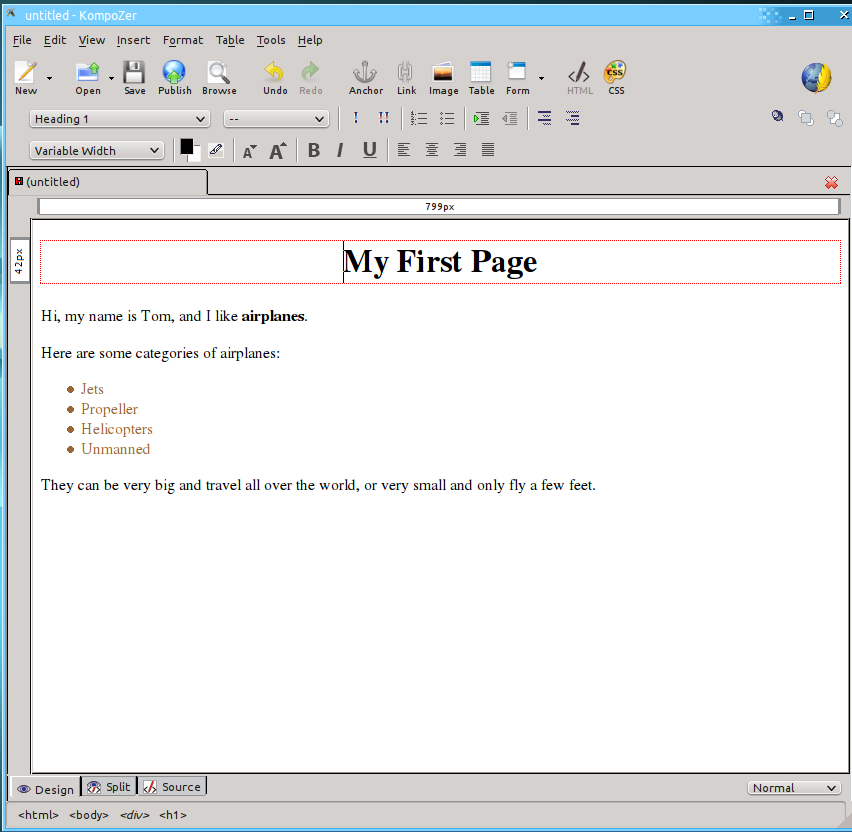 untitled - KompoZer
File Edit View Insert Format Table Tools Help
New Open Save Publish Browse Undo Redo Anchor Link Image Table Form HTML CSS
Heading 1 --
Variable Width
(untitled)
799px
42px
My First Page
Hi, my name is Tom, and I like airplanes.
Here are some categories of airplanes:
Jets
Propeller
Helicopters
Unmanned
They can be very big and travel all over the world, or very small and only fly a few feet.
Design Split Source Normal
<html> <body> <div> <h1>